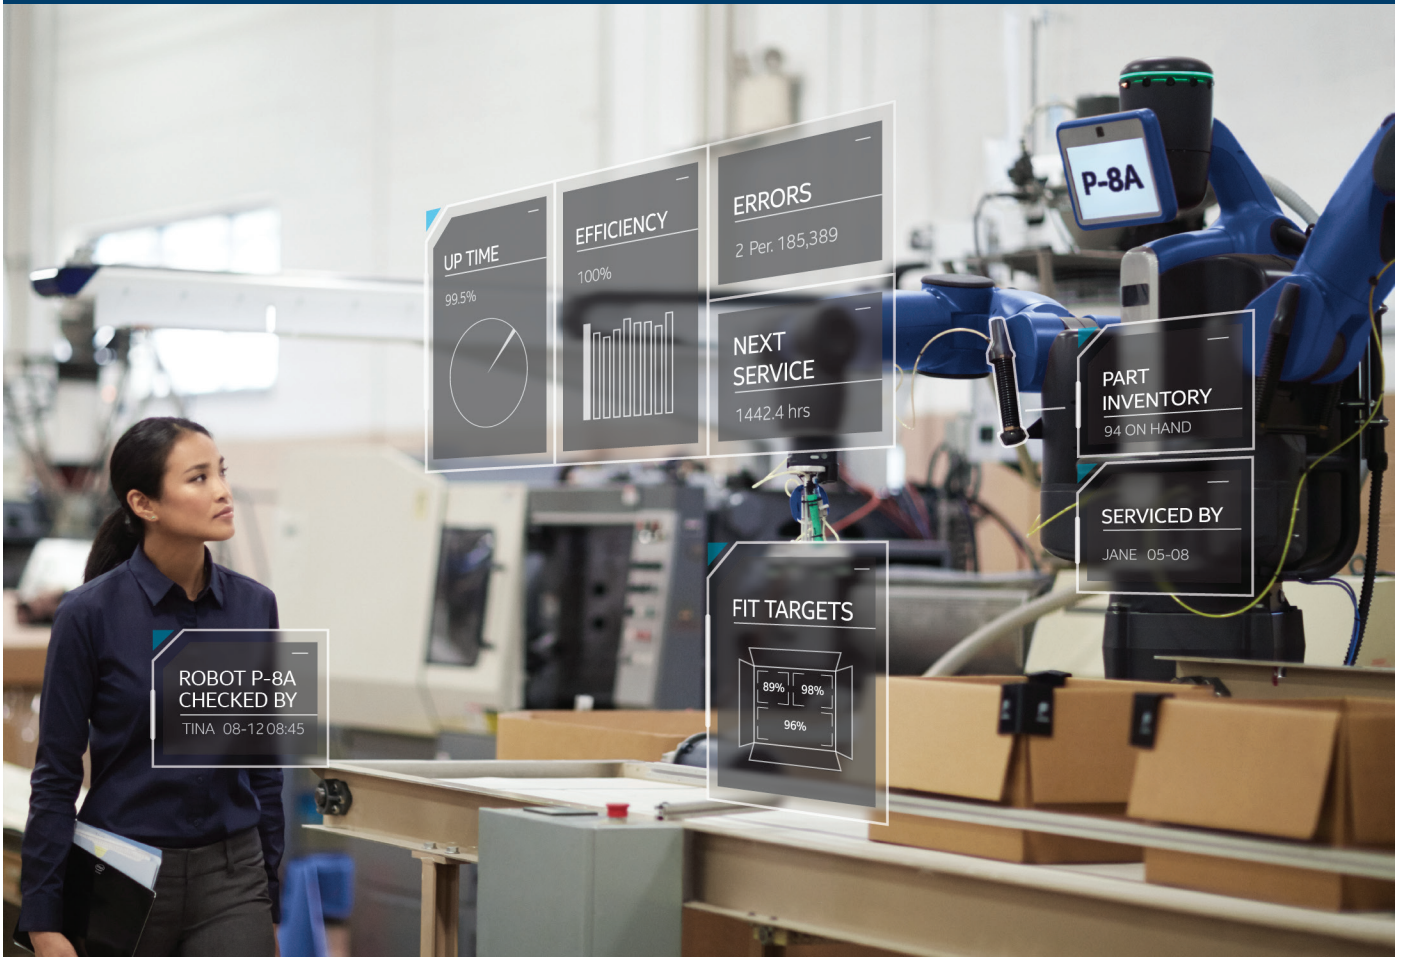 P-8A
UP TIME
99.5%
EFFICIENCY
100%
ERRORS
2 Per. 185,389
NEXT
SERVICE
1442.4 hrs
PART
INVENTORY
94 ON HAND
SERVICED BY
JANE 05-08
FIT TARGETS
89% 98%
96%
ROBOT P-8A
CHECKED BY
TINA 08-12 08:45